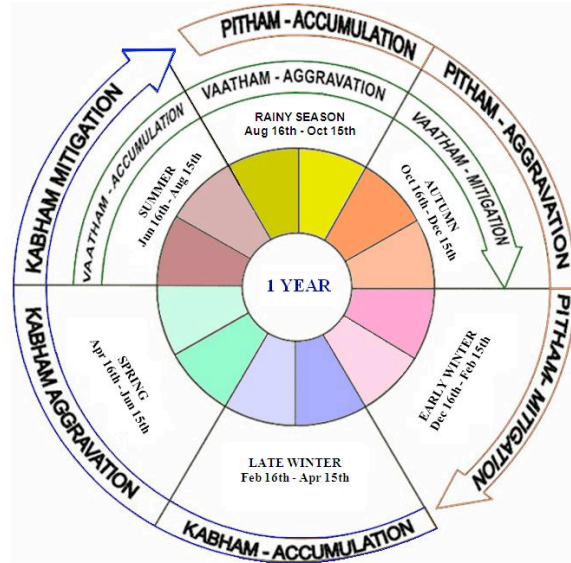 PITHAM - ACCUMULATION
PITHAM - AGGRAVATION
PITHAM- MITIGATION
KABHAM - ACCUMULATION
KABHAM AGGRAVATION
KABHAM MITIGATION
VAATHAM - ACCUMULATION
VAATHAM - AGGRAVATION
VAATHAM - MITIGATION
RAINY SEASON
Aug 16th - Oct 15th
AUTUMN
Oct 16th - Dec 15th
EARLY WINTER
Dec 16th - Feb 15th
LATE WINTER
Feb 16th - Apr 15th
SPRING
Apr 16th - Jun 15th
SUMMER
Jun 16th - Aug 15th
1 YEAR